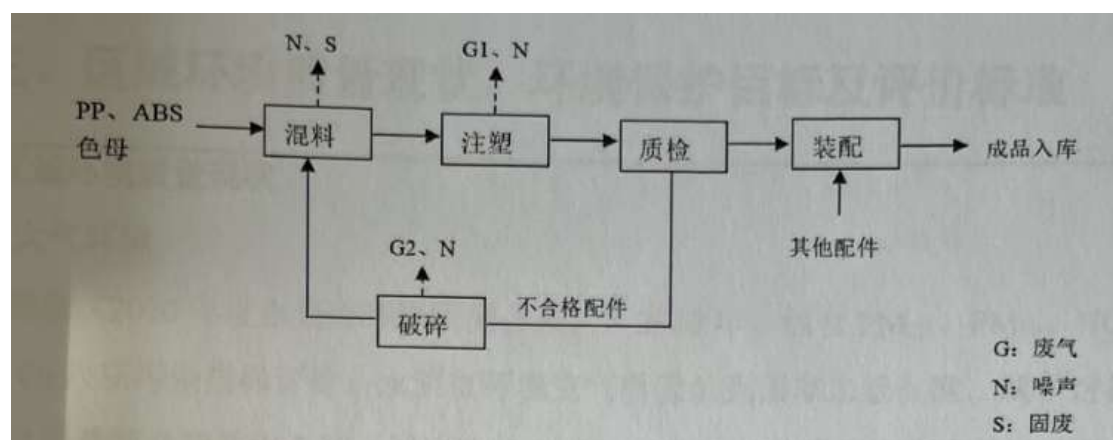 N、S
G1、N
PP、ABS
色母
混料
注塑
质检
装配
成品入库
其他配件
G2、N
破碎
不合格配件
G：废气
N：噪声
S：固废